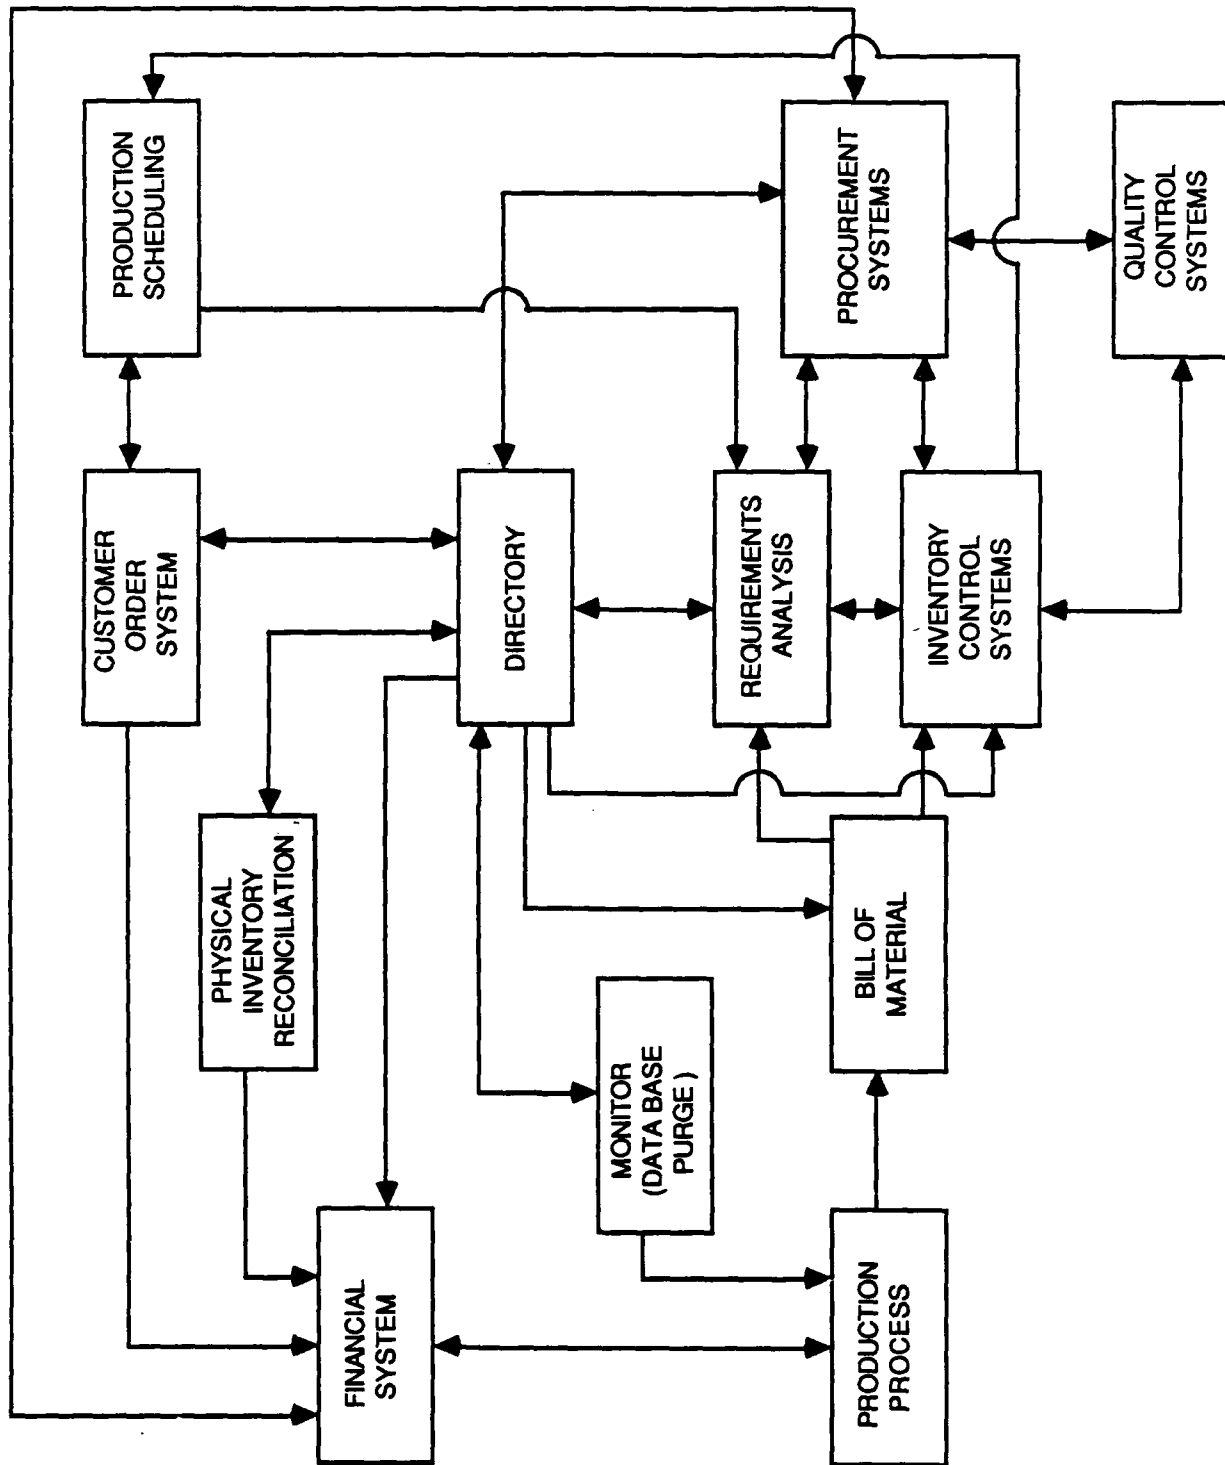 CUSTOMER
ORDER
SYSTEM
PRODUCTION
SCHEDULING
PHYSICAL
INVENTORY
RECONCILIATION
FINANCIAL
SYSTEM
DIRECTORY
MONITOR
(DATA BASE
PURGE)
REQUIREMENTS
ANALYSIS
PRODUCTION
PROCESS
BILL OF
MATERIAL
PROCUREMENT
SYSTEMS
INVENTORY
CONTROL
SYSTEMS
QUALITY
CONTROL
SYSTEMS